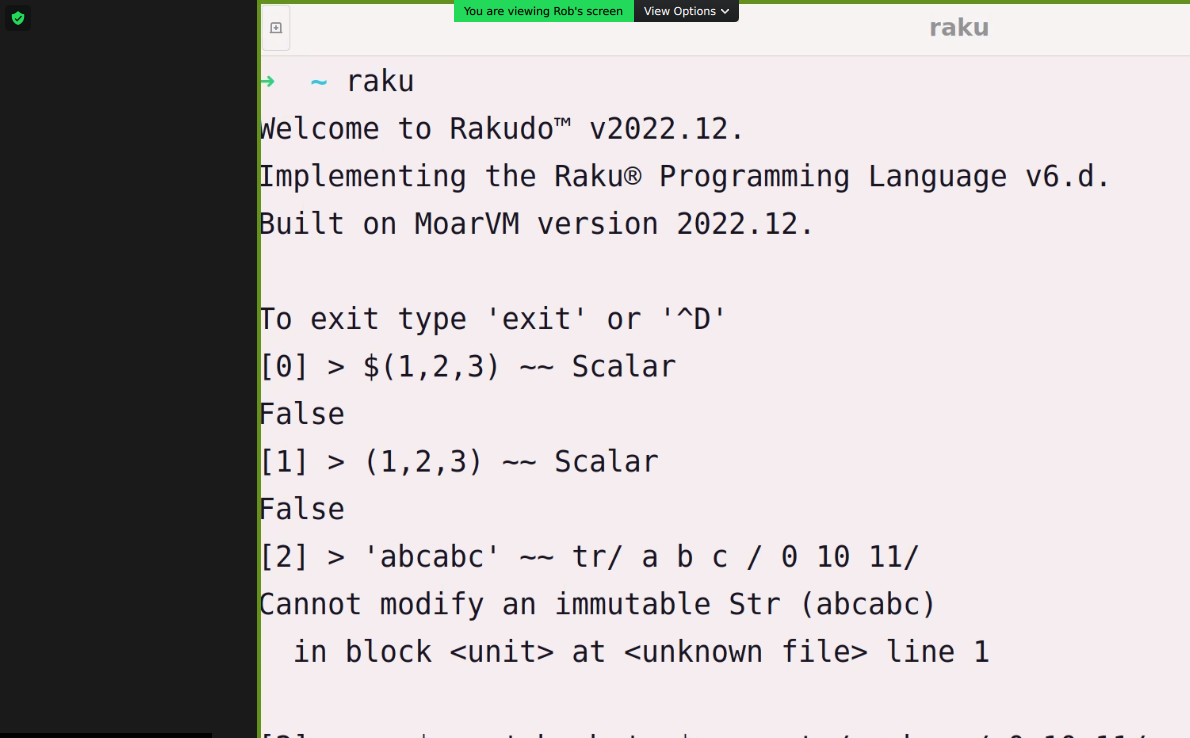 You are viewing Rob's screen View Options
raku
➜ ~ raku
Welcome to Rakudo™ v2022.12.
Implementing the Raku® Programming Language v6.d.
Built on MoarVM version 2022.12.
To exit type 'exit' or '^D'
[0] > $(1,2,3) ~~ Scalar
False
[1] > (1,2,3) ~~ Scalar
False
[2] > 'abcabc' ~~ tr/ a b c / 0 10 11/
Cannot modify an immutable Str (abcabc)
in block <unit> at <unknown file> line 1